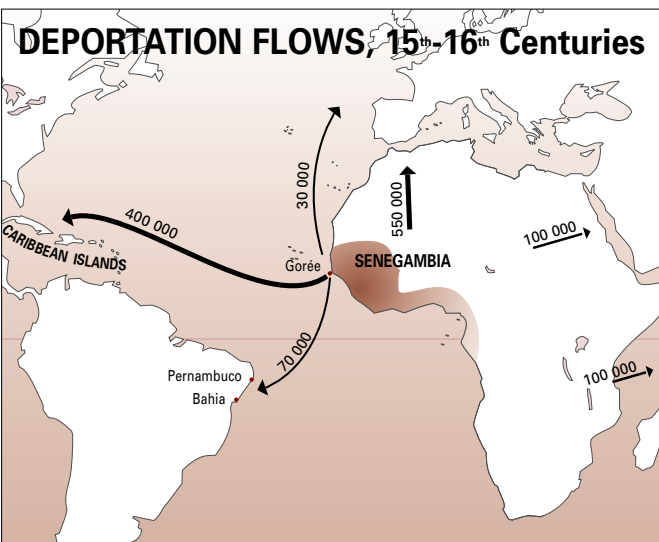 DEPORTATION FLOWS, 15th-16th Centuries
30 000
550 000
400 000
100 000
CARIBBEAN ISLANDS
Gorée
SENEGAMBIA
70 000
Pernambuco
100 000
Bahia